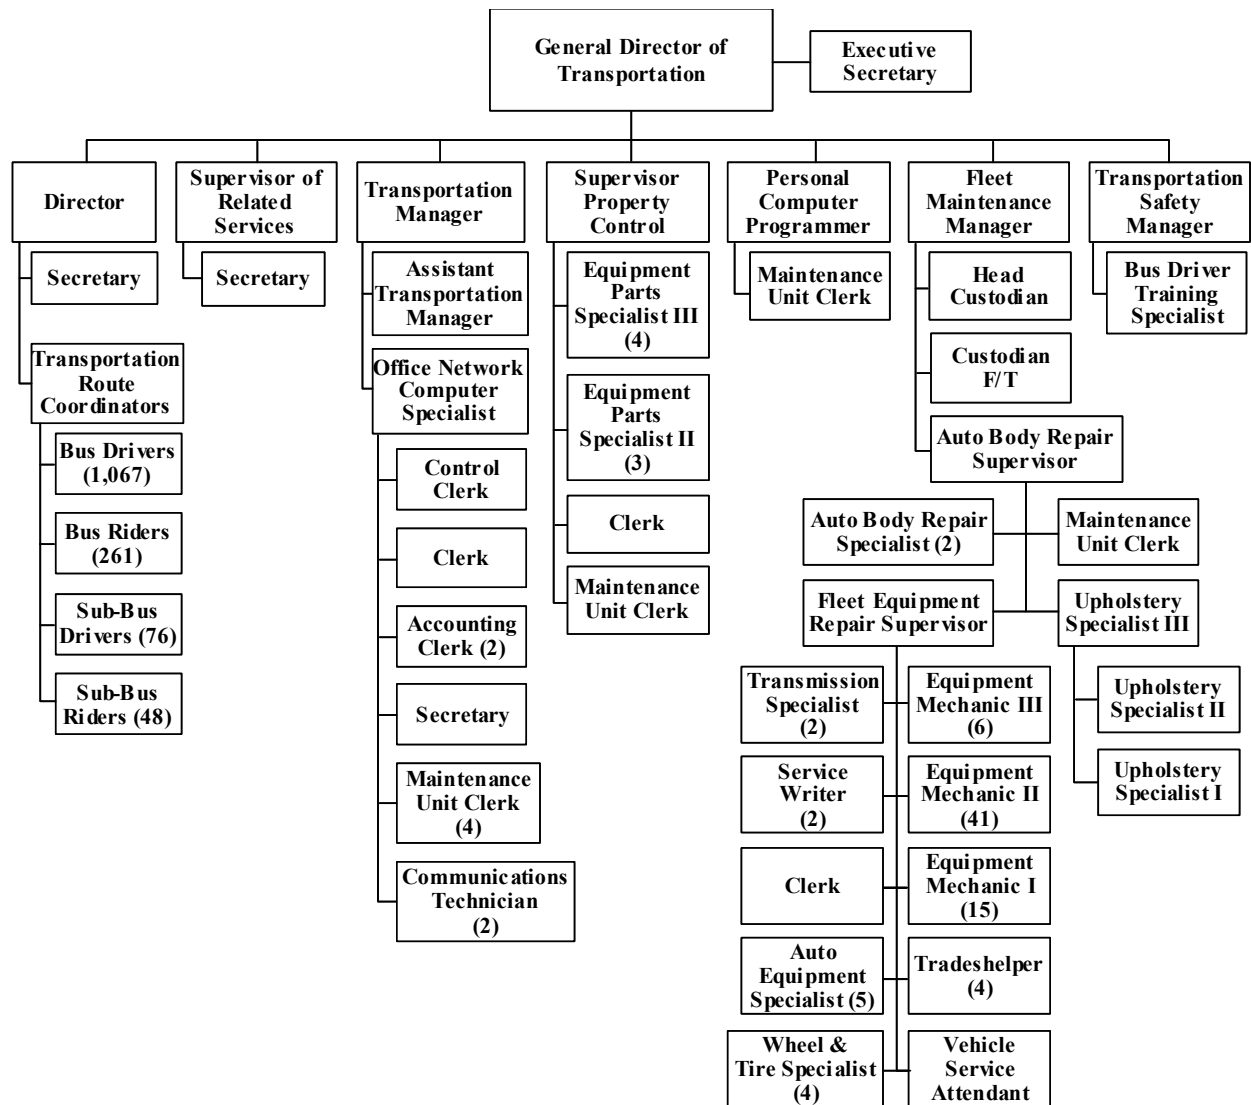 General Director of
Transportation
Executive
Secretary
Director
Supervisor of
Related
Services
Transportation
Manager
Supervisor
Property
Control
Personal
Computer
Programmer
Fleet
Maintenance
Manager
Transportation
Safety
Manager
Secretary
Transportation
Route
Coordinators
Bus Drivers
(1,067)
Bus Riders
(261)
Sub-Bus
Drivers (76)
Sub-Bus
Riders (48)
Secretary
Assistant
Transportation
Manager
Office Network
Computer
Specialist
Control
Clerk
Clerk
Accounting
Clerk (2)
Secretary
Maintenance
Unit Clerk
(4)
Communications
Technician
(2)
Equipment
Parts
Specialist III
(4)
Equipment
Parts
Specialist II
(3)
Clerk
Maintenance
Unit Clerk
Maintenance
Unit Clerk
Head
Custodian
Custodian
F/T
Auto Body Repair
Supervisor
Auto Body Repair
Specialist (2)
Maintenance
Unit Clerk
Fleet Equipment
Repair Supervisor
Upholstery
Specialist III
Transmission
Specialist
(2)
Equipment
Mechanic III
(6)
Service
Writer
(2)
Equipment
Mechanic II
(41)
Clerk
Equipment
Mechanic I
(15)
Auto
Equipment
Specialist (5)
Tradeshelper
(4)
Wheel &
Tire Specialist
(4)
Vehicle
Service
Attendant
Upholstery
Specialist II
Upholstery
Specialist I
Bus Driver
Training
Specialist